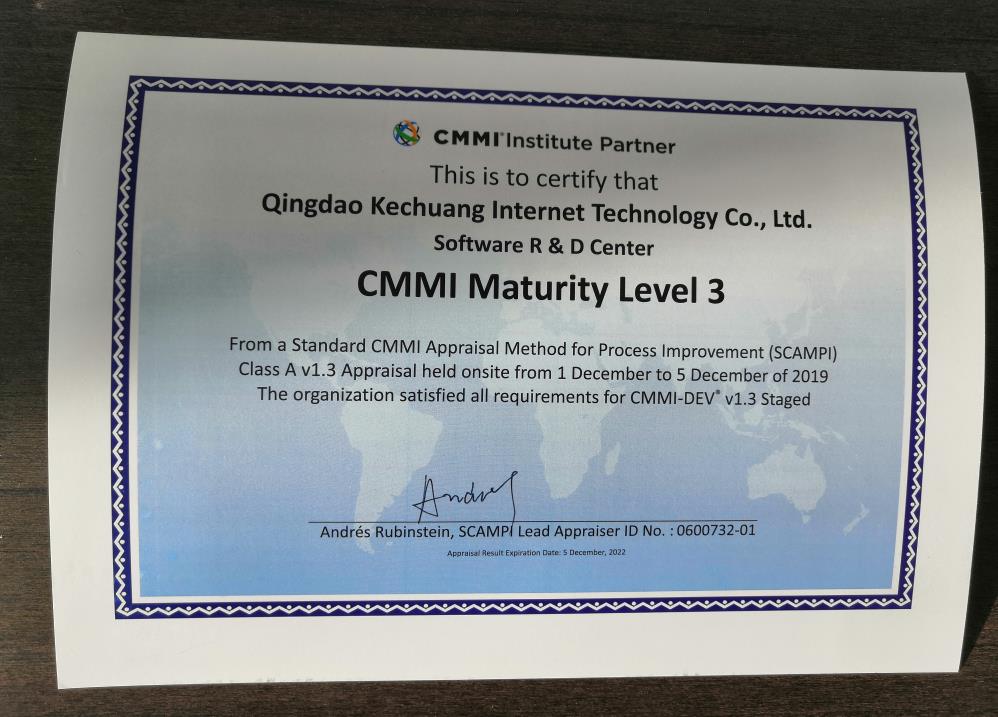 CMMI® Institute Partner
This is to certify that
Qingdao Kechuang Internet Technology Co., Ltd.
Software R & D Center
CMMI Maturity Level 3
From a Standard CMMI Appraisal Method for Process Improvement (SCAMPI)
Class A v1.3 Appraisal held onsite from 1 December to 5 December of 2019
The organization satisfied all requirements for CMMI-DEV® v1.3 Staged
Andrés Rubinstein, SCAMPI Lead Appraiser ID No. : 0600732-01
Appraisal Result Expiration Date: 5 December, 2022